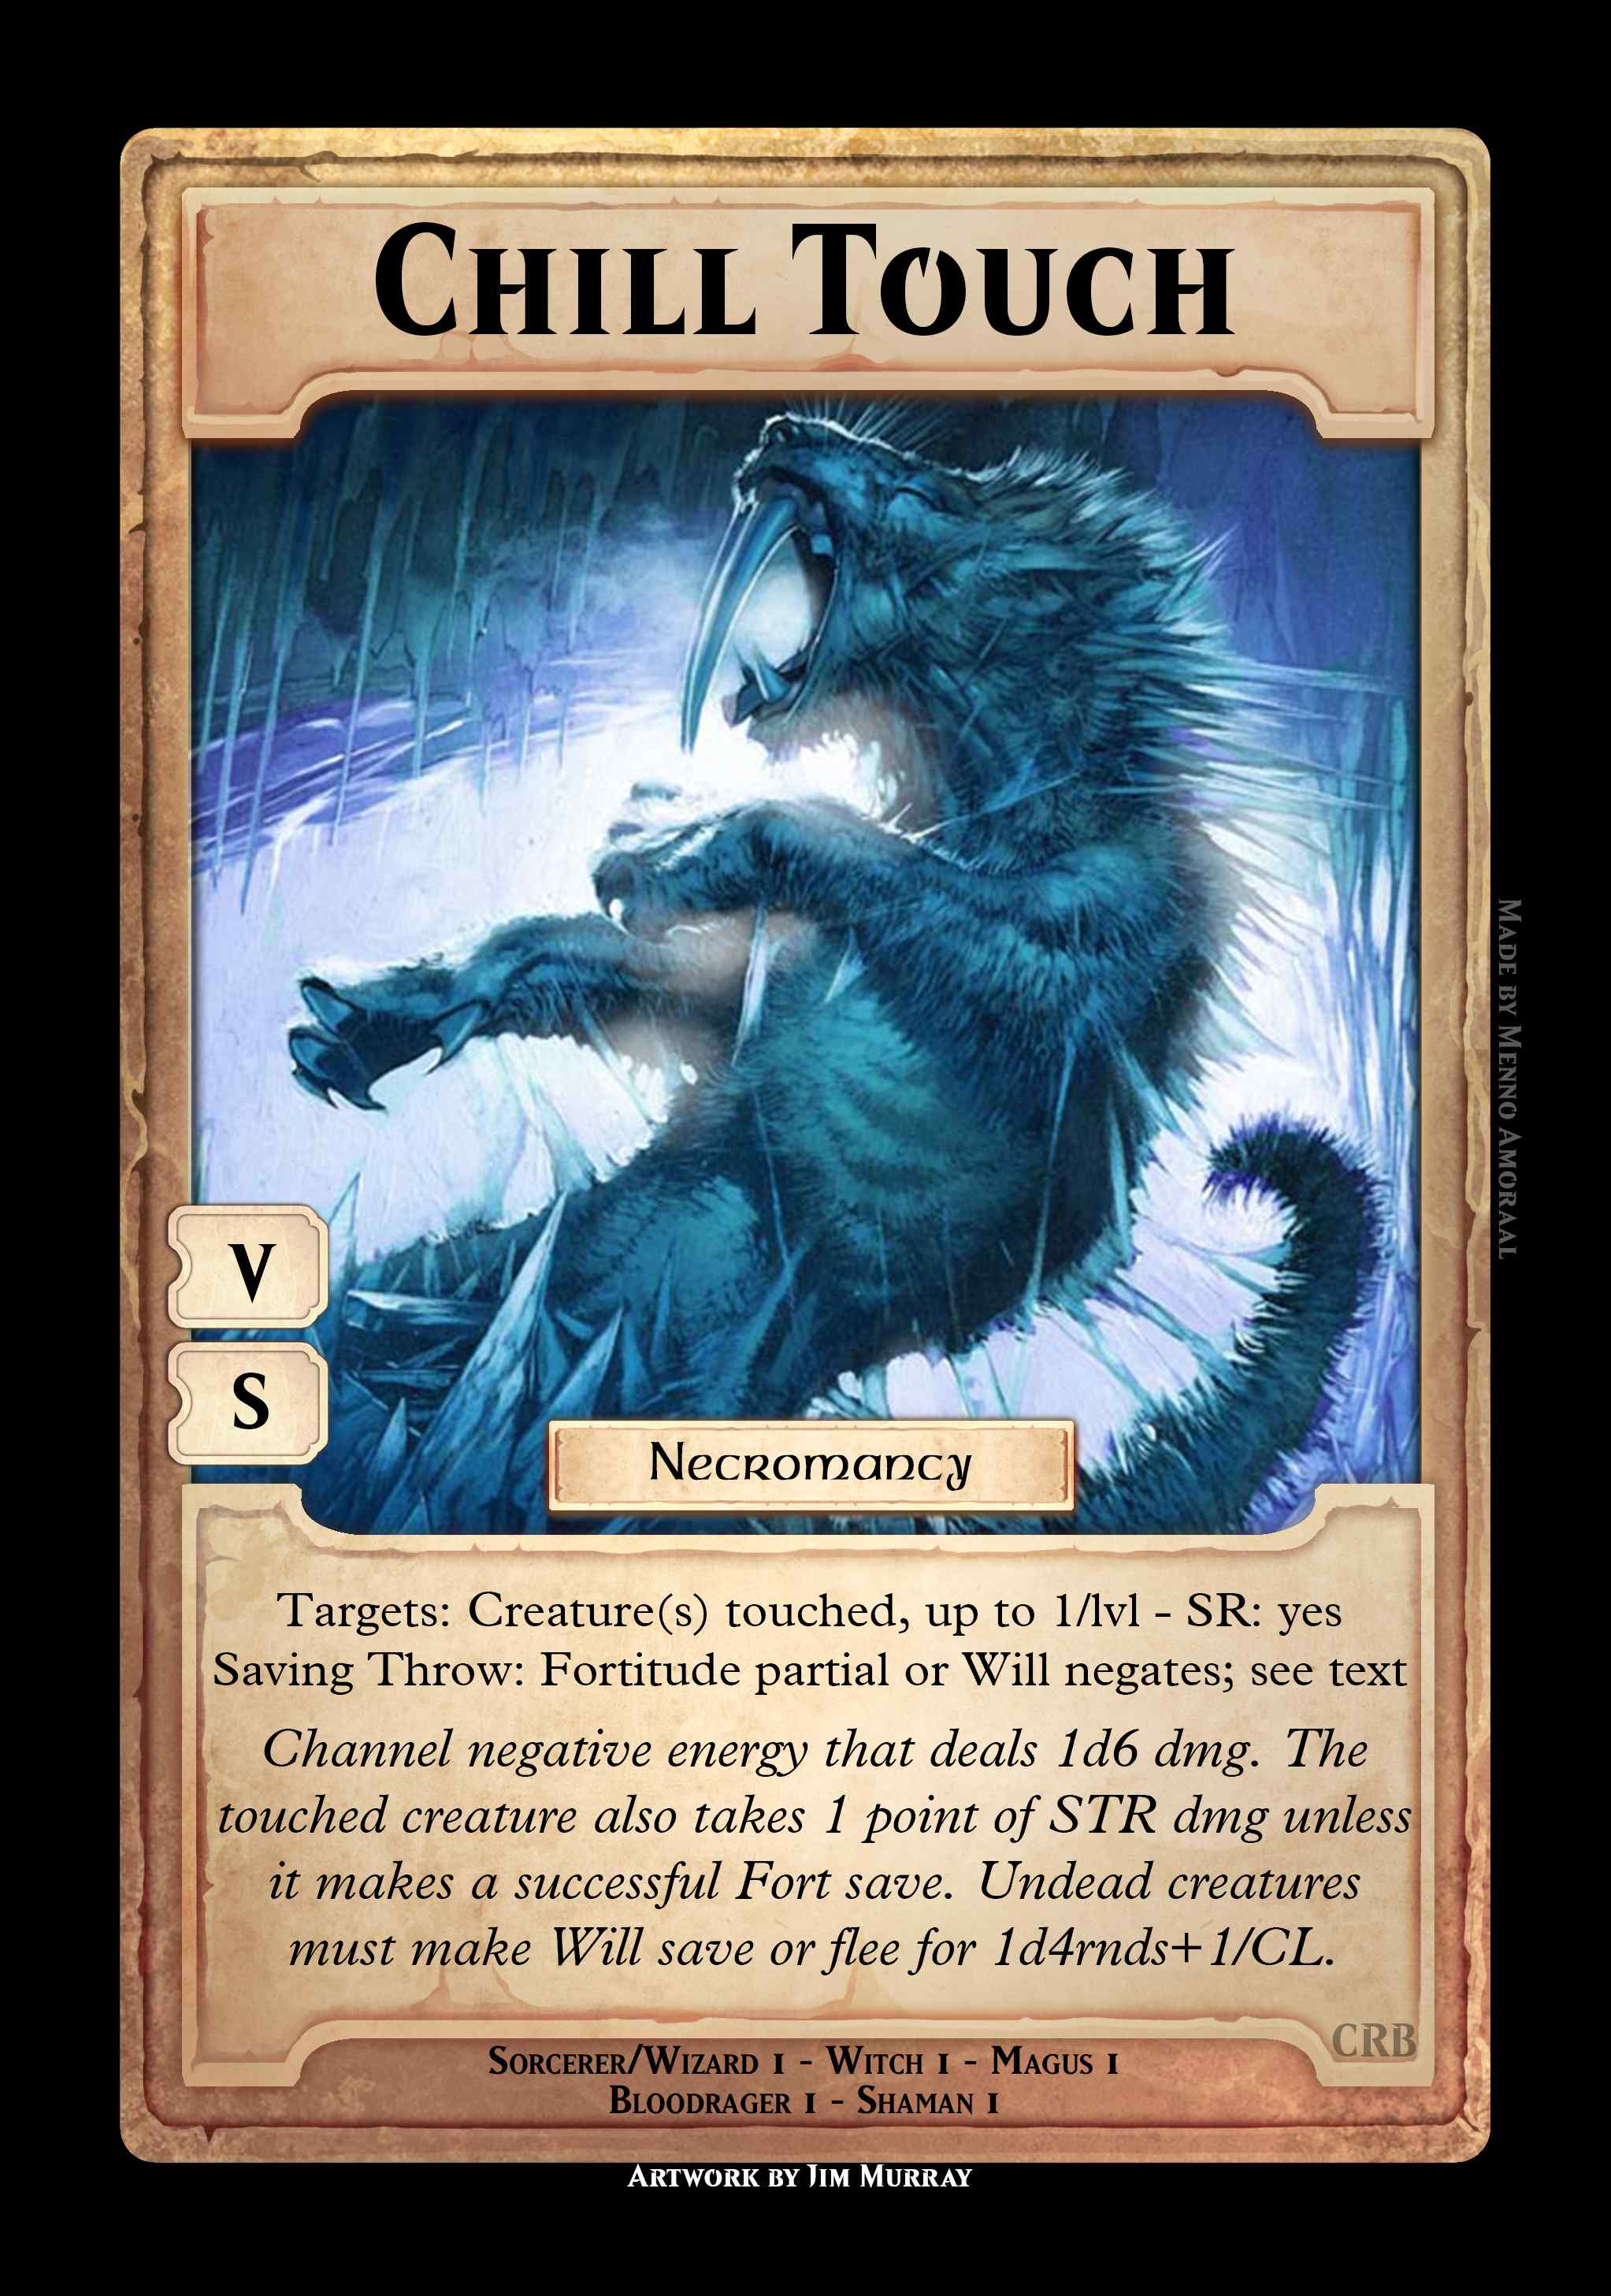 Chill Touch
V
S
Necromancy
Targets: Creature(s) touched, up to 1/lvl - SR: yes
Saving Throw: Fortitude partial or Will negates; see text
Channel negative energy that deals 1d6 dmg. The
touched creature also takes 1 point of STR dmg unless
it makes a successful Fort save. Undead creatures
must make Will save or flee for 1d4rnds+1/CL.
CRB
Sorcerer/Wizard 1 - Witch 1 - Magus 1
Bloodrager 1 - Shaman 1
Artwork by Jim Murray
Made by Menno Amoraal